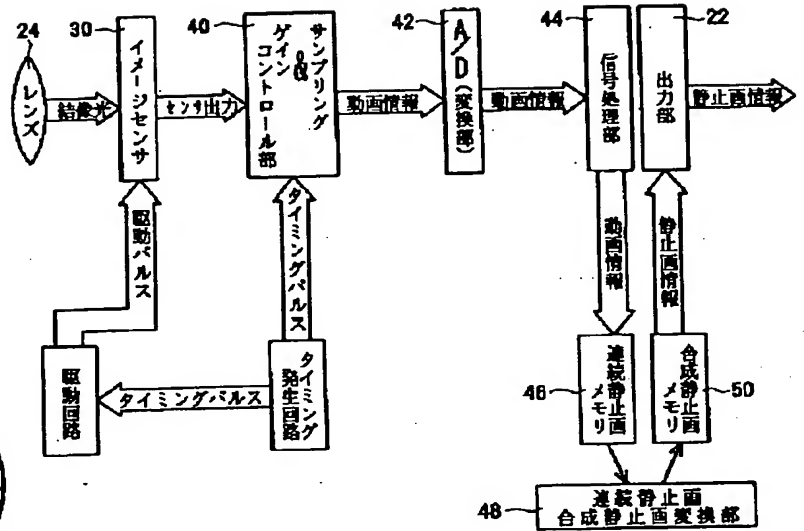 24
30
40
42
44
22
レンズ
結像光
イメージセンサ
センサ出力
サンプリング
&
ゲイン
コントロール部
動画情報
A/D(変換部)
動画情報
信号処理部
出力部
静止画情報
駆動パルス
タイミングパルス
動画情報
静止画情報
駆動回路
タイミングパルス
タイミング
発生回路
46
連続静止画
メモリ
合成静止画
メモリ
50
48
連続静止画
合成静止画変換部